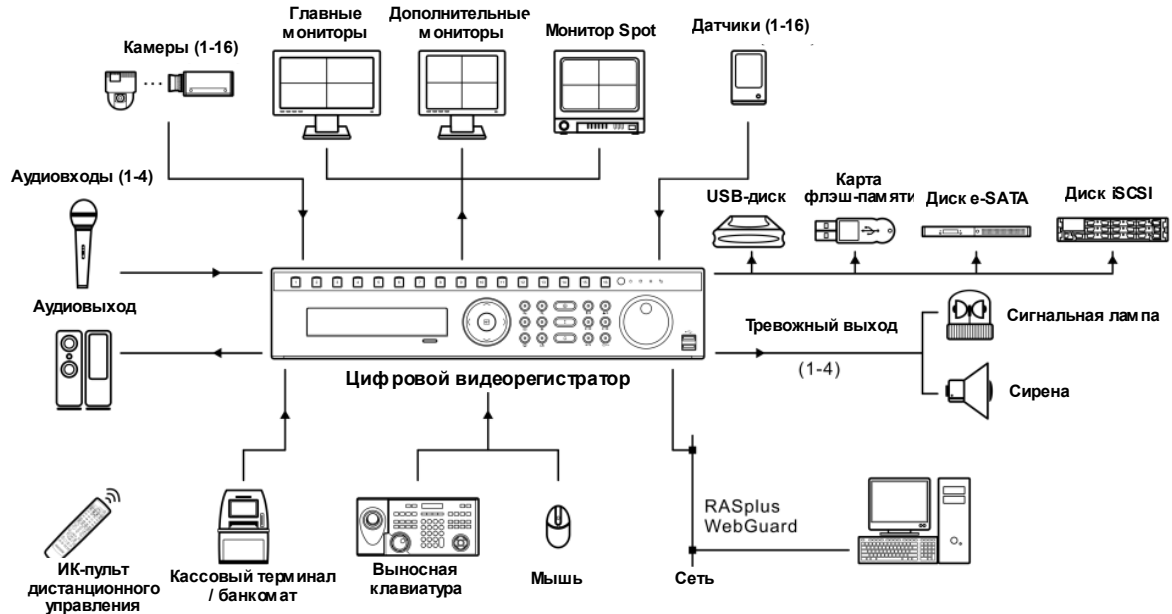 Главные
мониторы
Дополнительные
мониторы
Монитор Spot
Датчики (1-16)
Камеры (1-16)
Аудиовходы (1-4)
USB-диск
Карта
флэш-памяти
Диск e-SATA
Диск iSCSI
Аудиовыход
Тревожный выход
(1-4)
Сигнальная лампа
Сирена
Цифровой видеорегистратор
RASplus
WebGuard
ИК-пульт
дистанционного
управления
Кассовый терминал
/ банкомат
Выносная
клавиатура
Мышь
Сеть